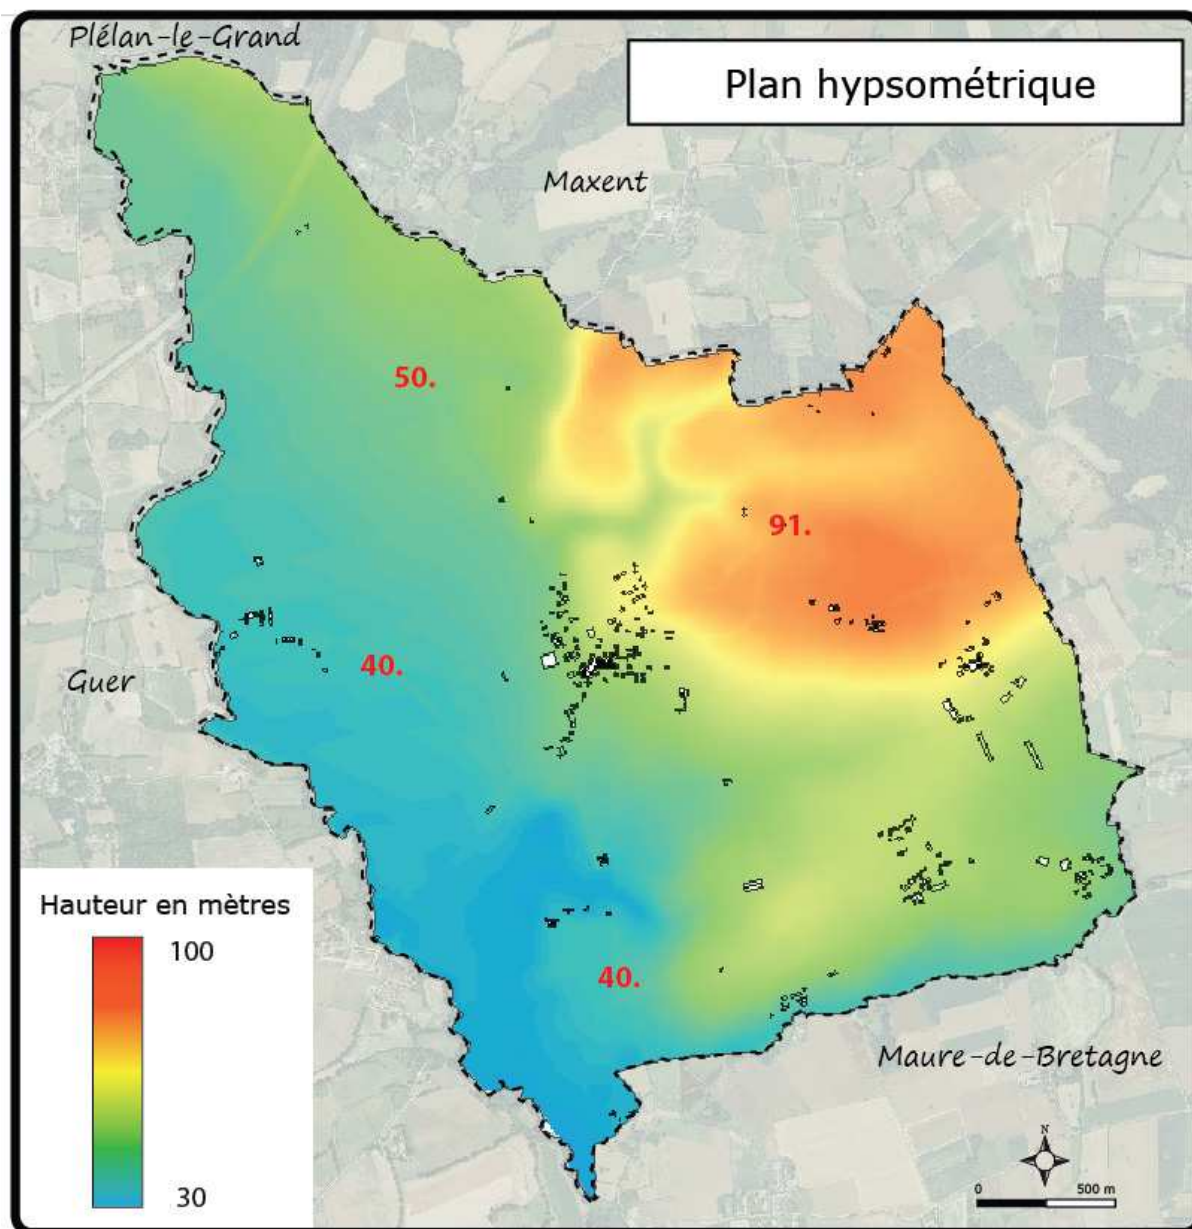 Plélan-le-Grand
Plan hypsométrique
Maxent
50.
91.
40.
Guer
Hauteur en mètres
100
40.
Maure-de-Bretagne
N
0 500 m
30